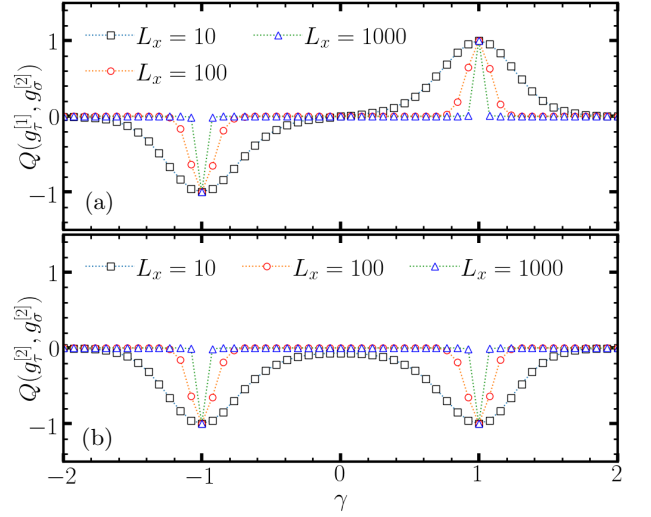 L_x = 10 L_x = 1000
L_x = 100
1
0
−1
Q(g_τ^{[1]}, g_σ^{[2]})
(a)
L_x = 10 L_x = 100 L_x = 1000
1
0
−1
Q(g_τ^{[2]}, g_σ^{[2]})
(b)
−2 −1 0 1 2
γ